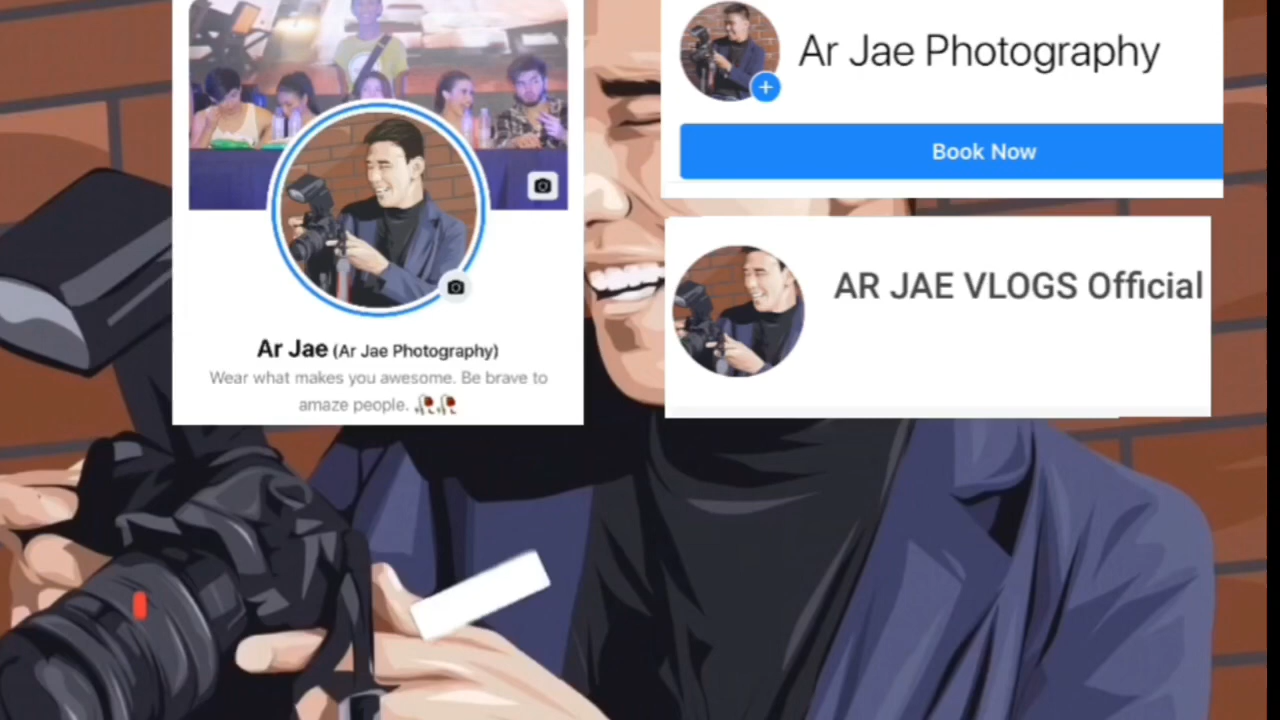 Ar Jae (Ar Jae Photography)
Wear what makes you awesome. Be brave to
amaze people. 🥀🥀
Ar Jae Photography
Book Now
AR JAE VLOGS Official